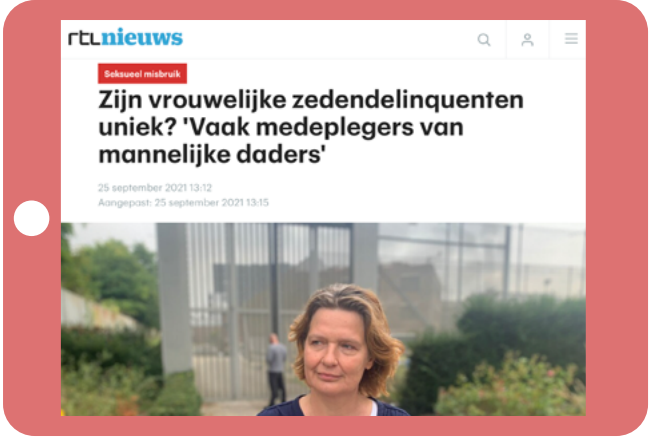 rtlnieuws
Seksueel misbruik
Zijn vrouwelijke zedendelinquenten
uniek? 'Vaak medeplegers van
mannelijke daders'
25 september 2021 13:12
Aangepast: 25 september 2021 13:15